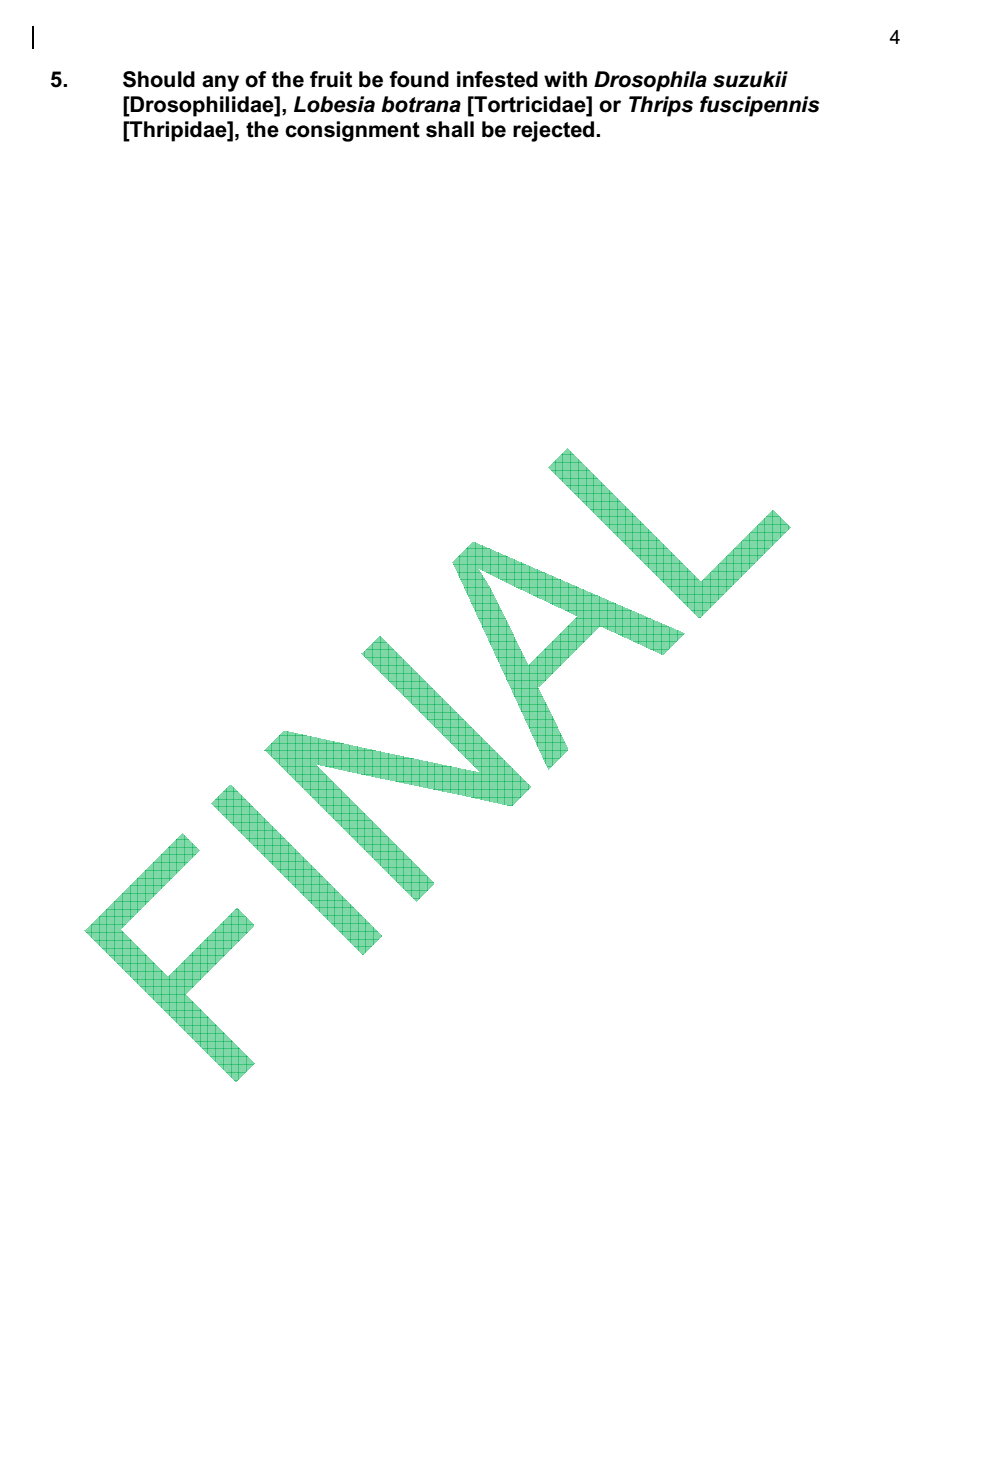 4
5. Should any of the fruit be found infested with Drosophila suzukii
[Drosophilidae], Lobesia botrana [Tortricidae] or Thrips fuscipennis
[Thripidae], the consignment shall be rejected.
FINAL